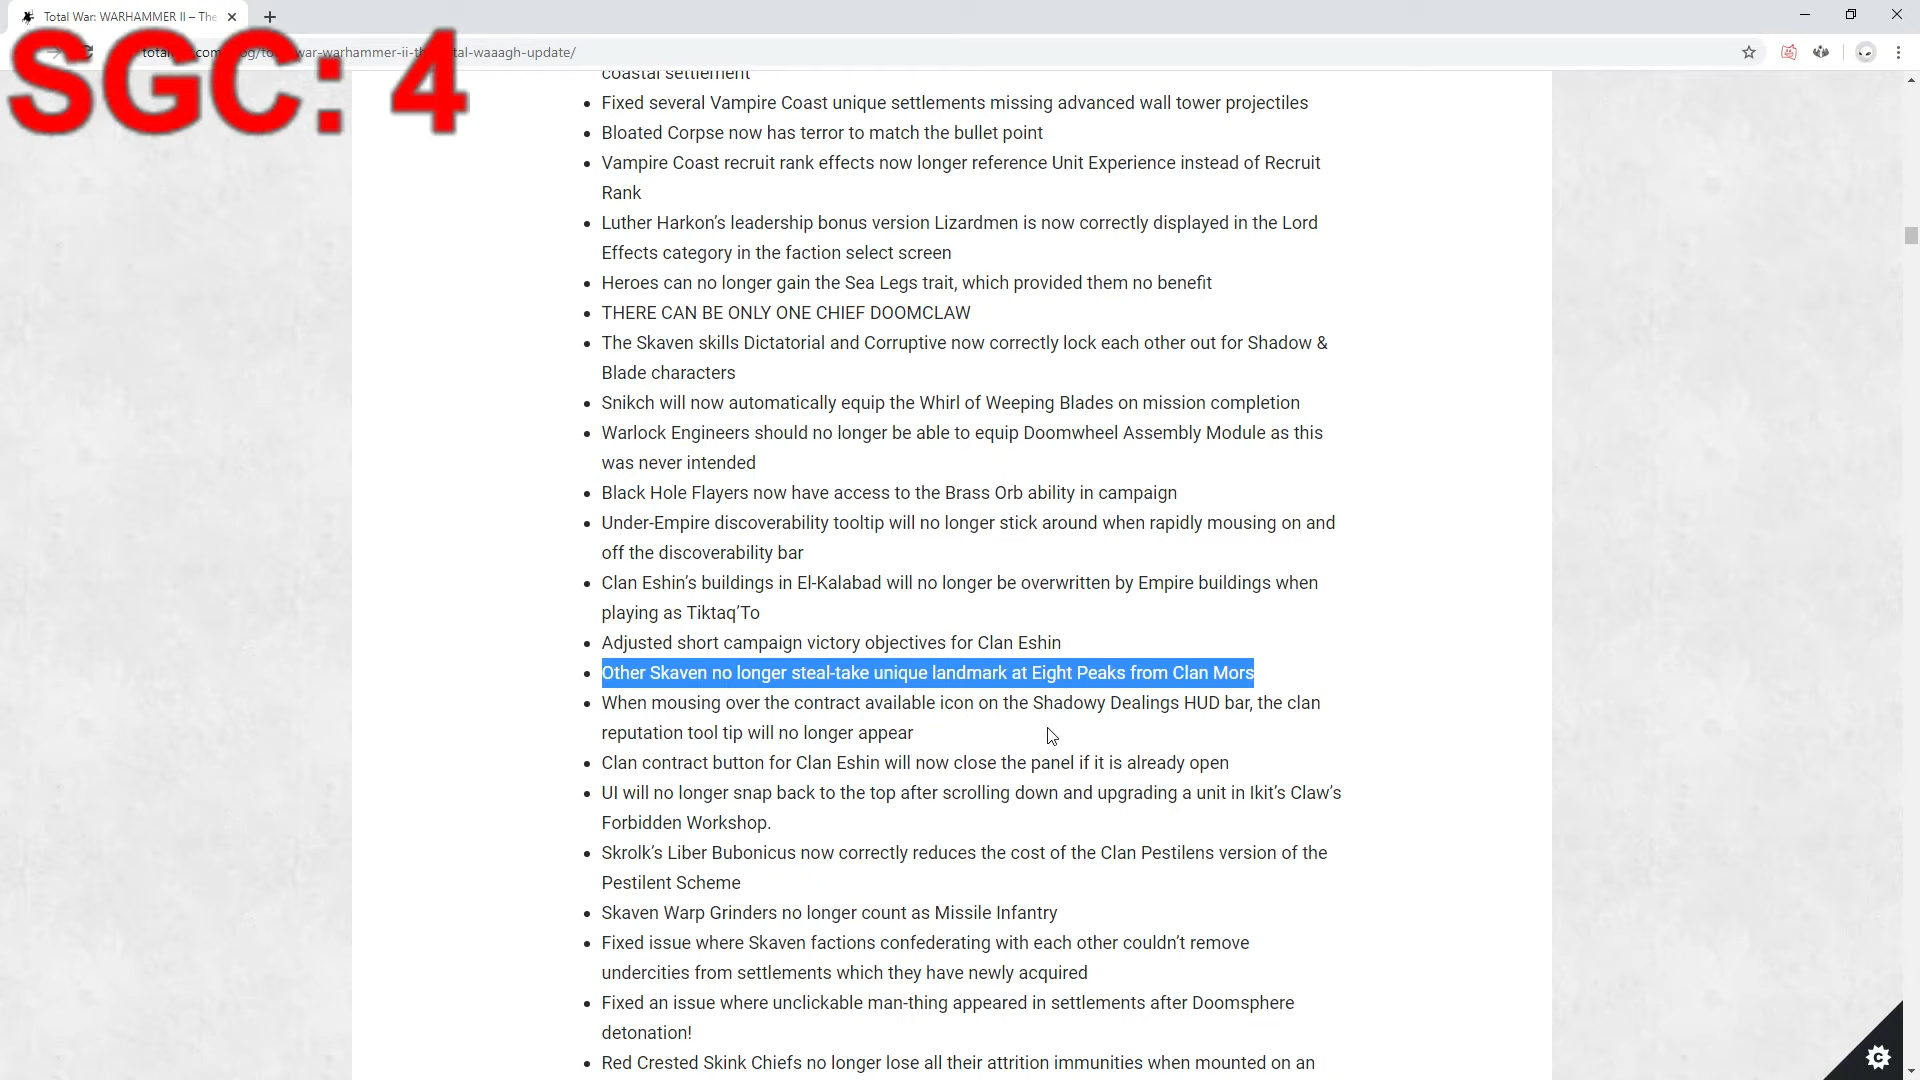 Total War: WARHAMMER II – The
SGC: 4
war-warhammer-ii-th
tal-waaagh-update/
coastal settlement
Fixed several Vampire Coast unique settlements missing advanced wall tower projectiles
Bloated Corpse now has terror to match the bullet point
Vampire Coast recruit rank effects now longer reference Unit Experience instead of Recruit
Rank
Luther Harkon’s leadership bonus version Lizardmen is now correctly displayed in the Lord
Effects category in the faction select screen
Heroes can no longer gain the Sea Legs trait, which provided them no benefit
THERE CAN BE ONLY ONE CHIEF DOOMCLAW
The Skaven skills Dictatorial and Corruptive now correctly lock each other out for Shadow &
Blade characters
Snikch will now automatically equip the Whirl of Weeping Blades on mission completion
Warlock Engineers should no longer be able to equip Doomwheel Assembly Module as this
was never intended
Black Hole Flayers now have access to the Brass Orb ability in campaign
Under-Empire discoverability tooltip will no longer stick around when rapidly mousing on and
off the discoverability bar
Clan Eshin’s buildings in El-Kalabad will no longer be overwritten by Empire buildings when
playing as Tiktaq’To
Adjusted short campaign victory objectives for Clan Eshin
Other Skaven no longer steal-take unique landmark at Eight Peaks from Clan Mors
When mousing over the contract available icon on the Shadowy Dealings HUD bar, the clan
reputation tool tip will no longer appear
Clan contract button for Clan Eshin will now close the panel if it is already open
UI will no longer snap back to the top after scrolling down and upgrading a unit in Ikit’s Claw’s
Forbidden Workshop.
Skrolk’s Liber Bubonicus now correctly reduces the cost of the Clan Pestilens version of the
Pestilent Scheme
Skaven Warp Grinders no longer count as Missile Infantry
Fixed issue where Skaven factions confederating with each other couldn’t remove
undercities from settlements which they have newly acquired
Fixed an issue where unclickable man-thing appeared in settlements after Doomsphere
detonation!
Red Crested Skink Chiefs no longer lose all their attrition immunities when mounted on an